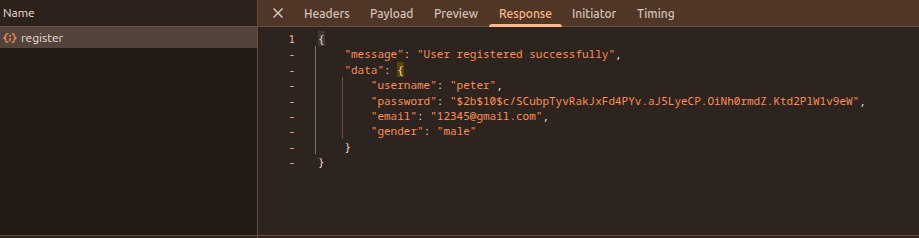 Name
Headers Payload Preview Response Initiator Timing
register
1 {
- "message": "User registered successfully",
- "data": {
- "username": "peter",
- "password": "$2b$10$c/SCubpTyvRakJxFd4PYv.aJ5LyeCP.OiNh0rmdZ.Ktd2PlW1v9eW",
- "email": "12345@gmail.com",
- "gender": "male"
- }
- }